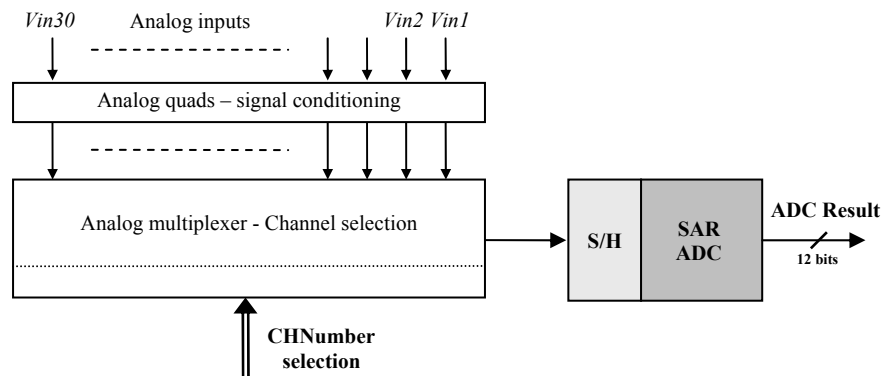 Vin30 Analog inputs Vin2 Vin1
Analog quads – signal conditioning
Analog multiplexer - Channel selection
S/H
SAR
ADC
ADC Result
12 bits
CHNumber
selection